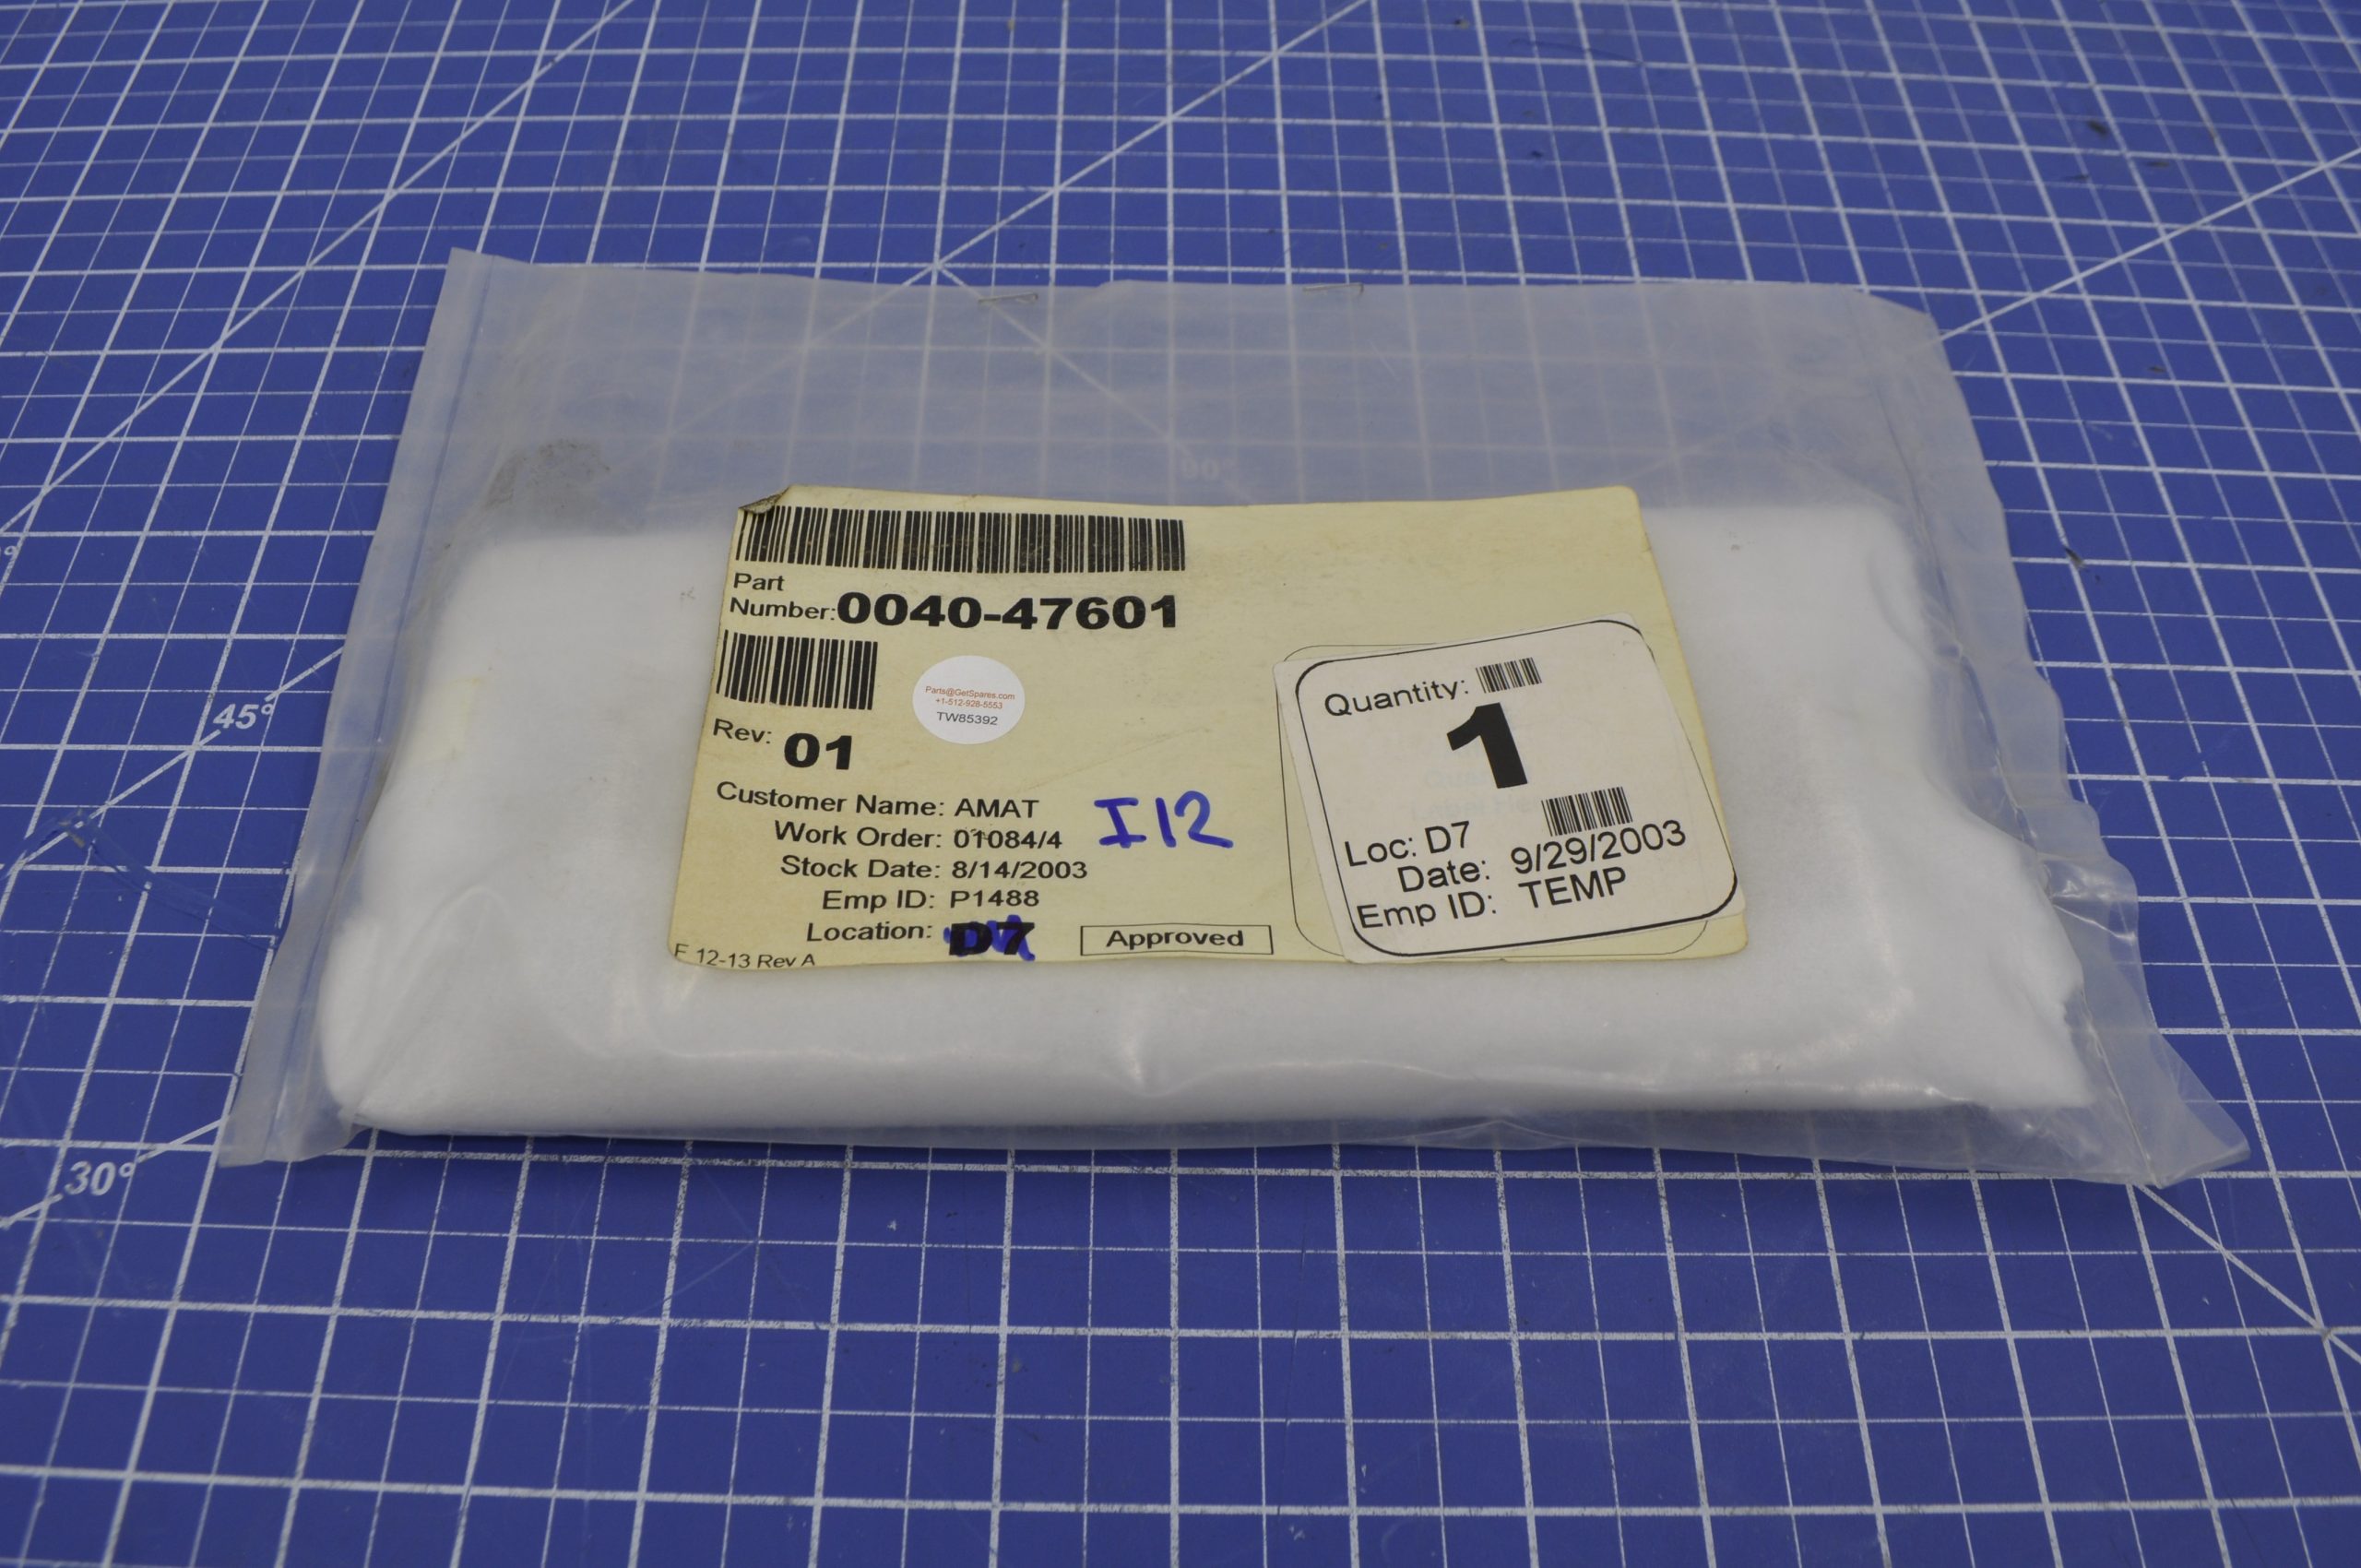 Part
Number: 0040-47601
Parts@GetSpares.com
+1-512-928-5553
TW85392
Rev: 01
Customer Name: AMAT
Work Order: 01084/4
I12
Stock Date: 8/14/2003
Emp ID: P1488
Location: D7
Approved
F 12-13 Rev A
Quantity:
1
Loc: D7
Date: 9/29/2003
Emp ID: TEMP
45°
30°